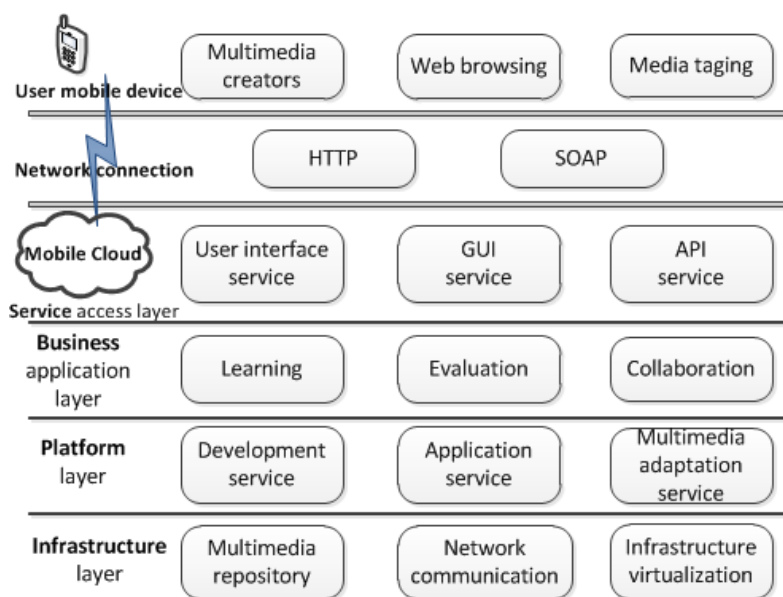 User mobile device
Multimedia
creators
Web browsing
Media taging
Network connection
HTTP
SOAP
Mobile Cloud
Service access layer
User interface
service
GUI
service
API
service
Business
application
layer
Learning
Evaluation
Collaboration
Platform
layer
Development
service
Application
service
Multimedia
adaptation
service
Infrastructure
layer
Multimedia
repository
Network
communication
Infrastructure
virtualization